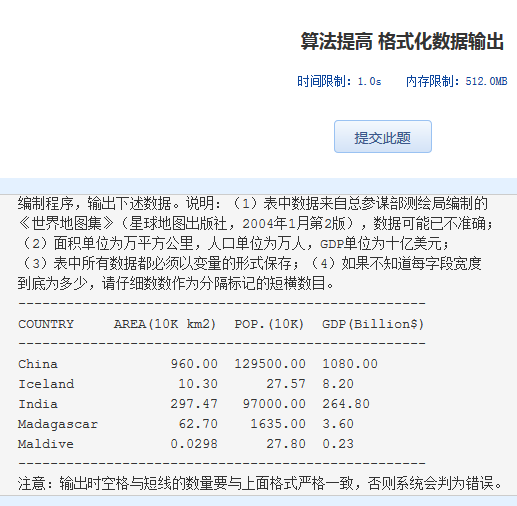 算法提高 格式化数据输出
时间限制：1.0s 内存限制：512.0MB
提交此题
编制程序，输出下述数据。说明：（1）表中数据来自总参谋部测绘局编制的
《世界地图集》（星球地图出版社，2004年1月第2版），数据可能已不准确；
（2）面积单位为万平方公里，人口单位为万人，GDP单位为十亿美元；
（3）表中所有数据都必须以变量的形式保存；（4）如果不知道每字段宽度
到底为多少，请仔细数数作为分隔标记的短横数目。
---------------------------------------------------
COUNTRY     AREA(10K km2)  POP.(10K)  GDP(Billion$)
---------------------------------------------------
China              960.00  129500.00  1080.00
Iceland             10.30      27.57  8.20
India              297.47   97000.00  264.80
Madagascar          62.70    1635.00  3.60
Maldive            0.0298      27.80  0.23
---------------------------------------------------
注意：输出时空格与短线的数量要与上面格式严格一致，否则系统会判为错误。